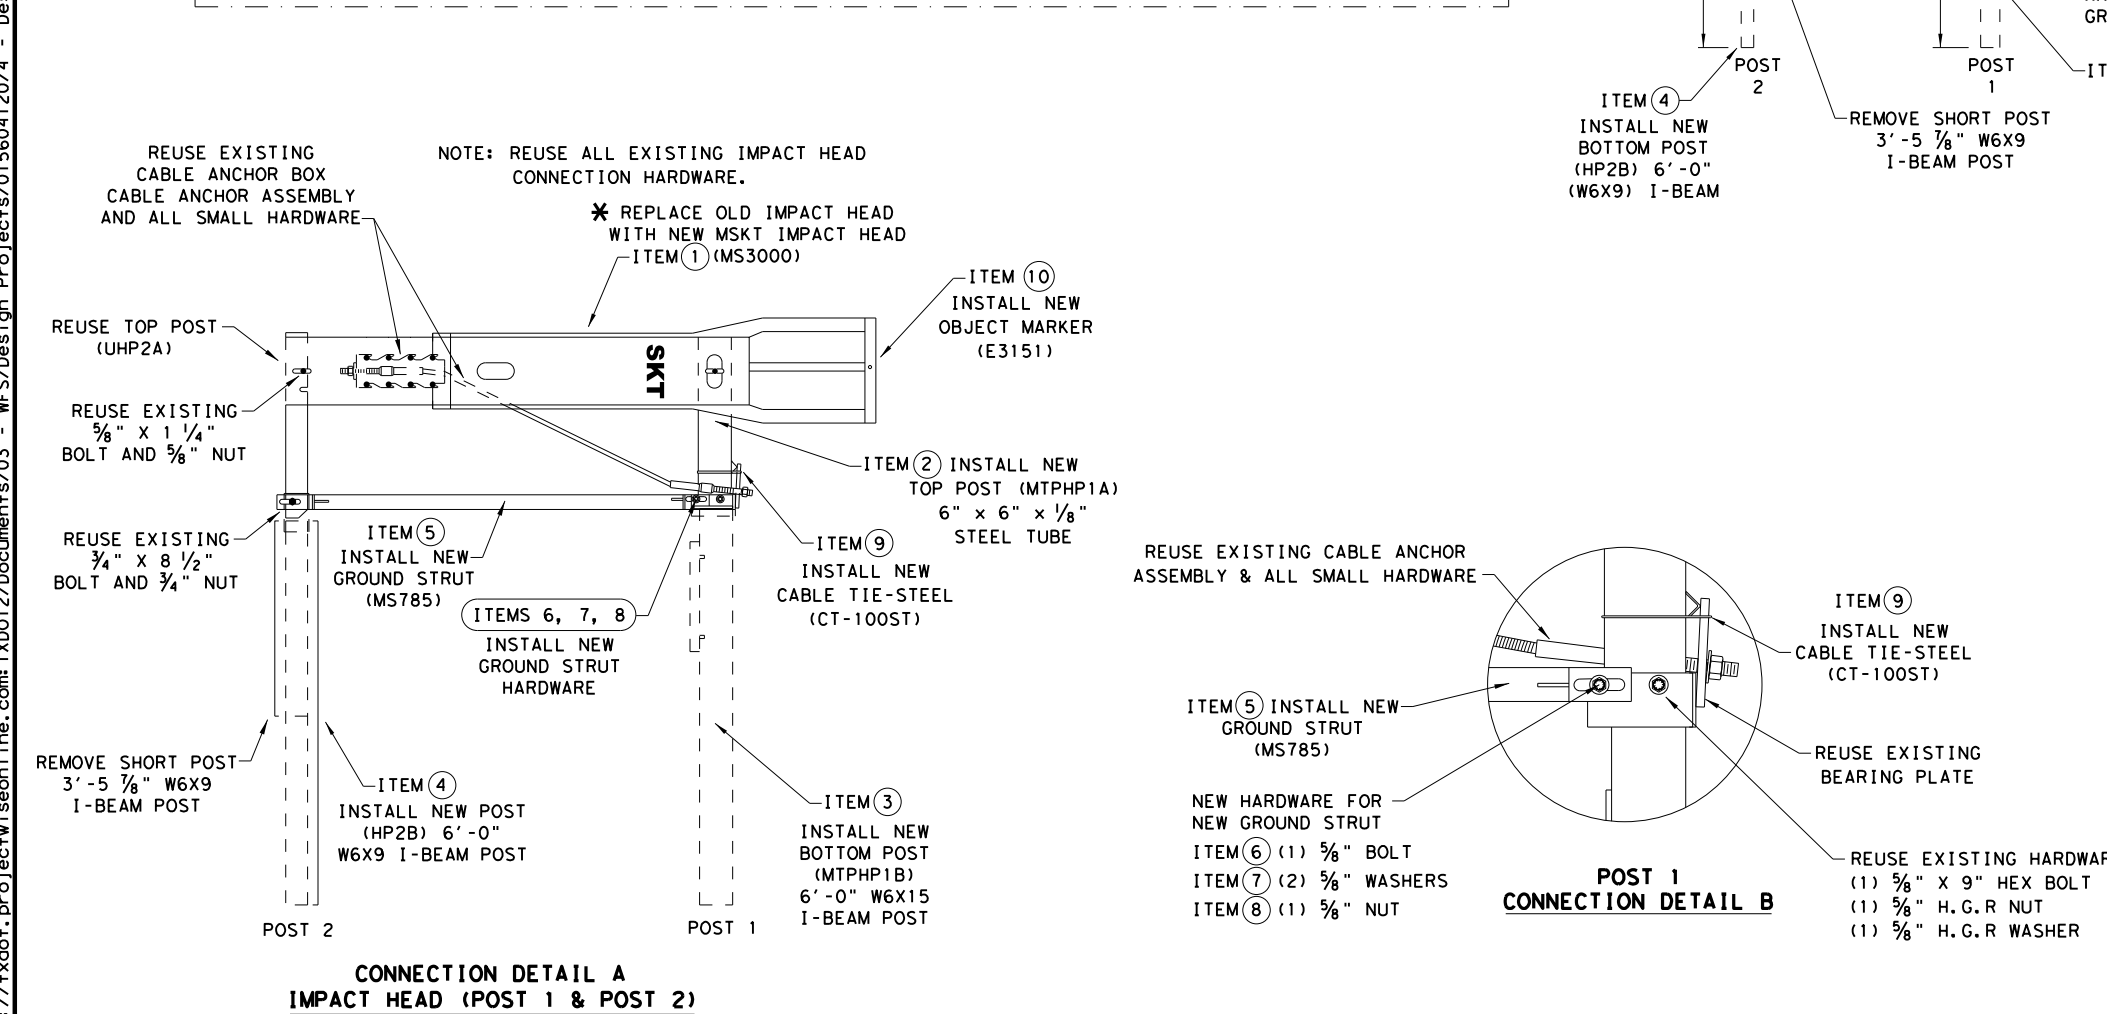 POST
2
POST
1
GR
IT
ITEM 4
INSTALL NEW
BOTTOM POST
(HP2B) 6'-0"
(W6X9) I-BEAM
REMOVE SHORT POST
3'-5 7/8" W6X9
I-BEAM POST
REUSE EXISTING
CABLE ANCHOR BOX
CABLE ANCHOR ASSEMBLY
AND ALL SMALL HARDWARE
NOTE: REUSE ALL EXISTING IMPACT HEAD
CONNECTION HARDWARE.
* REPLACE OLD IMPACT HEAD
WITH NEW MSKT IMPACT HEAD
ITEM 1 (MS3000)
ITEM 10
INSTALL NEW
OBJECT MARKER
(E3151)
REUSE TOP POST
(UHP2A)
SKT
REUSE EXISTING
5/8" X 1 1/4"
BOLT AND 5/8" NUT
ITEM 2 INSTALL NEW
TOP POST (MTPHP1A)
6" x 6" x 1/8"
STEEL TUBE
REUSE EXISTING
3/4" X 8 1/2"
BOLT AND 3/4" NUT
ITEM 5
INSTALL NEW
GROUND STRUT
(MS785)
ITEMS 6, 7, 8
INSTALL NEW
GROUND STRUT
HARDWARE
ITEM 9
INSTALL NEW
CABLE TIE-STEEL
(CT-100ST)
REMOVE SHORT POST
3'-5 7/8" W6X9
I-BEAM POST
ITEM 4
INSTALL NEW POST
(HP2B) 6'-0"
W6X9 I-BEAM POST
ITEM 3
INSTALL NEW
BOTTOM POST
(MTPHP1B)
6'-0" W6X15
I-BEAM POST
POST 2
POST 1
CONNECTION DETAIL A
IMPACT HEAD (POST 1 & POST 2)
REUSE EXISTING CABLE ANCHOR
ASSEMBLY & ALL SMALL HARDWARE
ITEM 9
INSTALL NEW
CABLE TIE-STEEL
(CT-100ST)
ITEM 5 INSTALL NEW
GROUND STRUT
(MS785)
REUSE EXISTING
BEARING PLATE
NEW HARDWARE FOR
NEW GROUND STRUT
ITEM 6 (1) 5/8" BOLT
ITEM 7 (2) 5/8" WASHERS
ITEM 8 (1) 5/8" NUT
POST 1
CONNECTION DETAIL B
REUSE EXISTING HARDWAR
(1) 5/8" X 9" HEX BOLT
(1) 5/8" H.G.R NUT
(1) 5/8" H.G.R WASHER